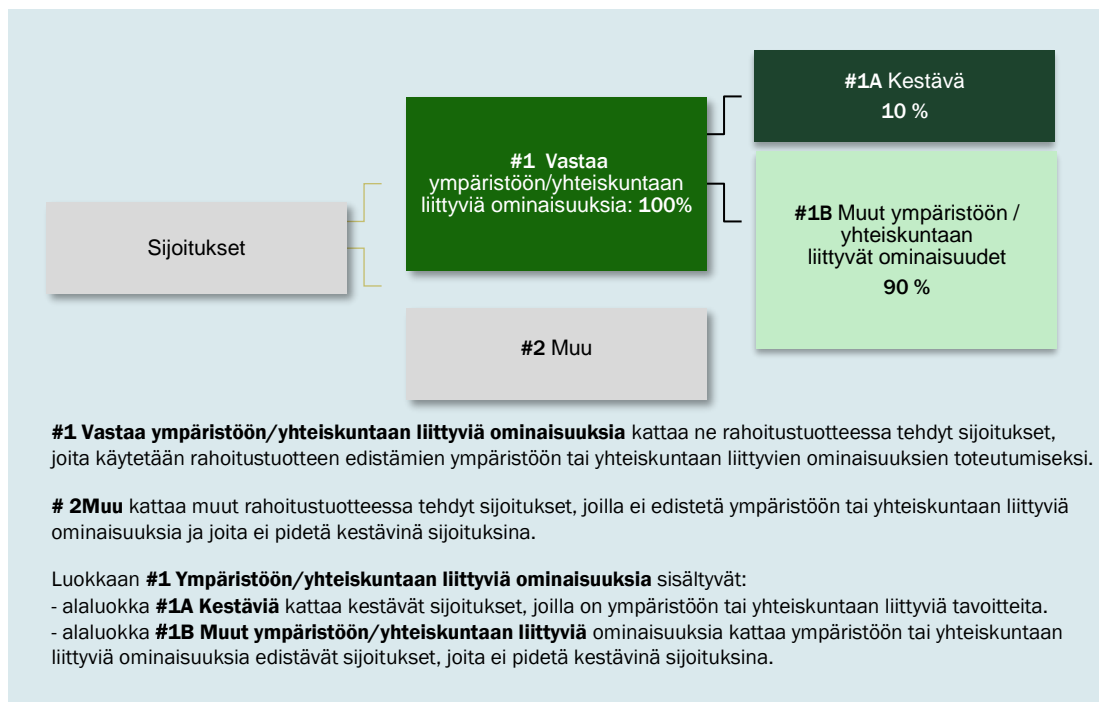 #1A Kestävä
10 %
#1 Vastaa
ympäristöön/yhteiskuntaan
liittyviä ominaisuuksia: 100%
#1B Muut ympäristöön /
yhteiskuntaan
liittyvät ominaisuudet
90 %
Sijoitukset
#2 Muu
#1 Vastaa ympäristöön/yhteiskuntaan liittyviä ominaisuuksia kattaa ne rahoitustuotteessa tehdyt sijoitukset,
joita käytetään rahoitustuotteen edistämien ympäristön tai yhteiskuntaan liittyvien ominaisuuksien toteutumiseksi.
# 2Muu kattaa muut rahoitustuotteessa tehdyt sijoitukset, joilla ei edistetä ympäristön tai yhteiskuntaan liittyviä
ominaisuuksia ja joita ei pidetä kestävinä sijoituksina.
Luokkaan #1 Ympäristöön/yhteiskuntaan liittyviä ominaisuuksia sisältyvät:
- alaluokka #1A Kestäviä kattaa kestävät sijoitukset, joilla on ympäristöön tai yhteiskuntaan liittyviä tavoitteita.
- alaluokka #1B Muut ympäristöön/yhteiskuntaan liittyviä ominaisuuksia kattaa ympäristöön tai yhteiskuntaan
liittyviä ominaisuuksia edistävät sijoitukset, joita ei pidetä kestävinä sijoituksina.